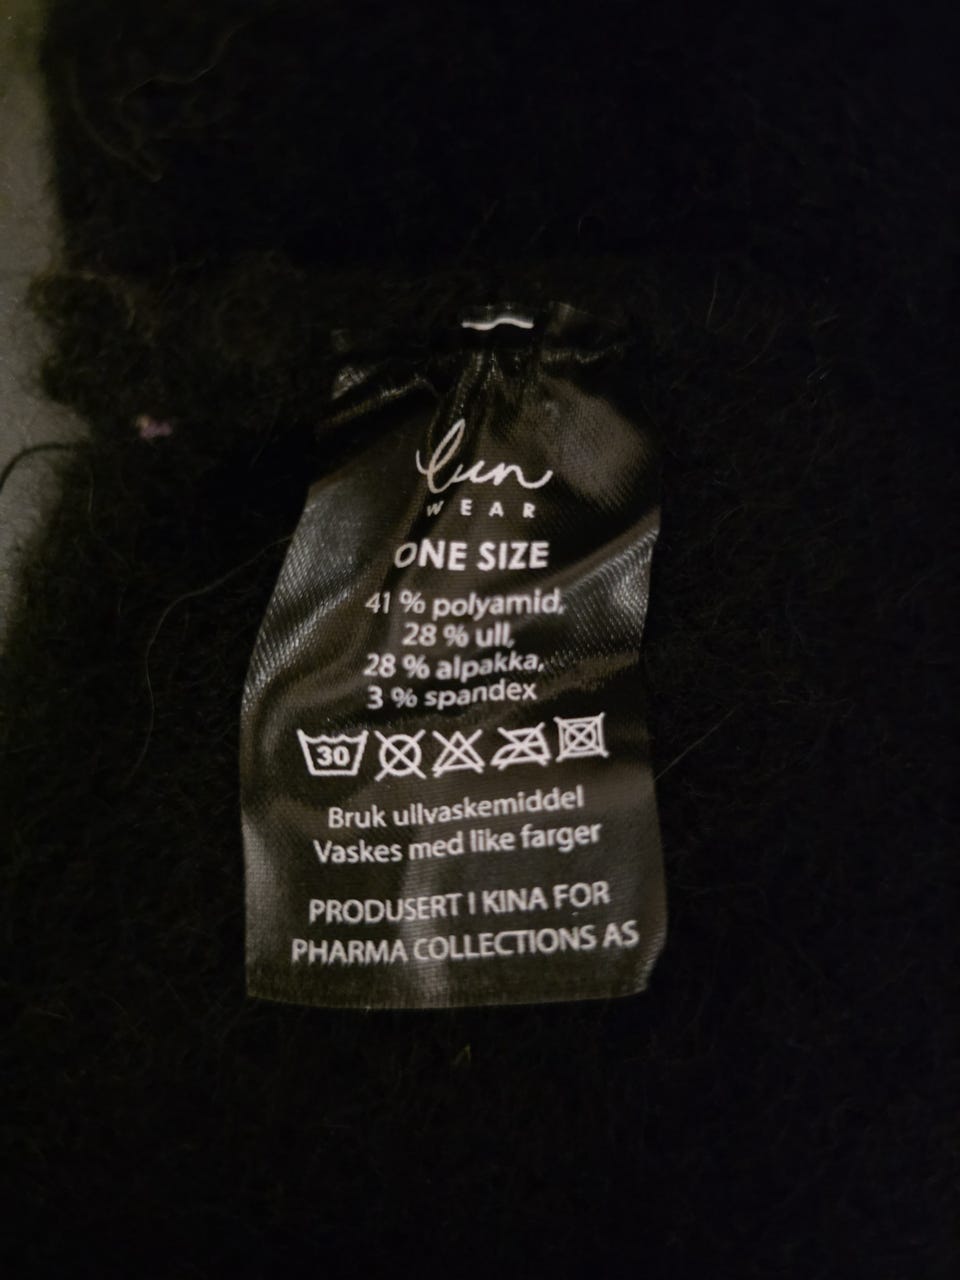 lun
WEAR
ONE SIZE
41 % polyamid,
28 % ull,
28 % alpakka,
3 % spandex
30
Bruk ullvaskemiddel
Vaskes med like farger
PRODUSERT I KINA FOR
PHARMA COLLECTIONS AS